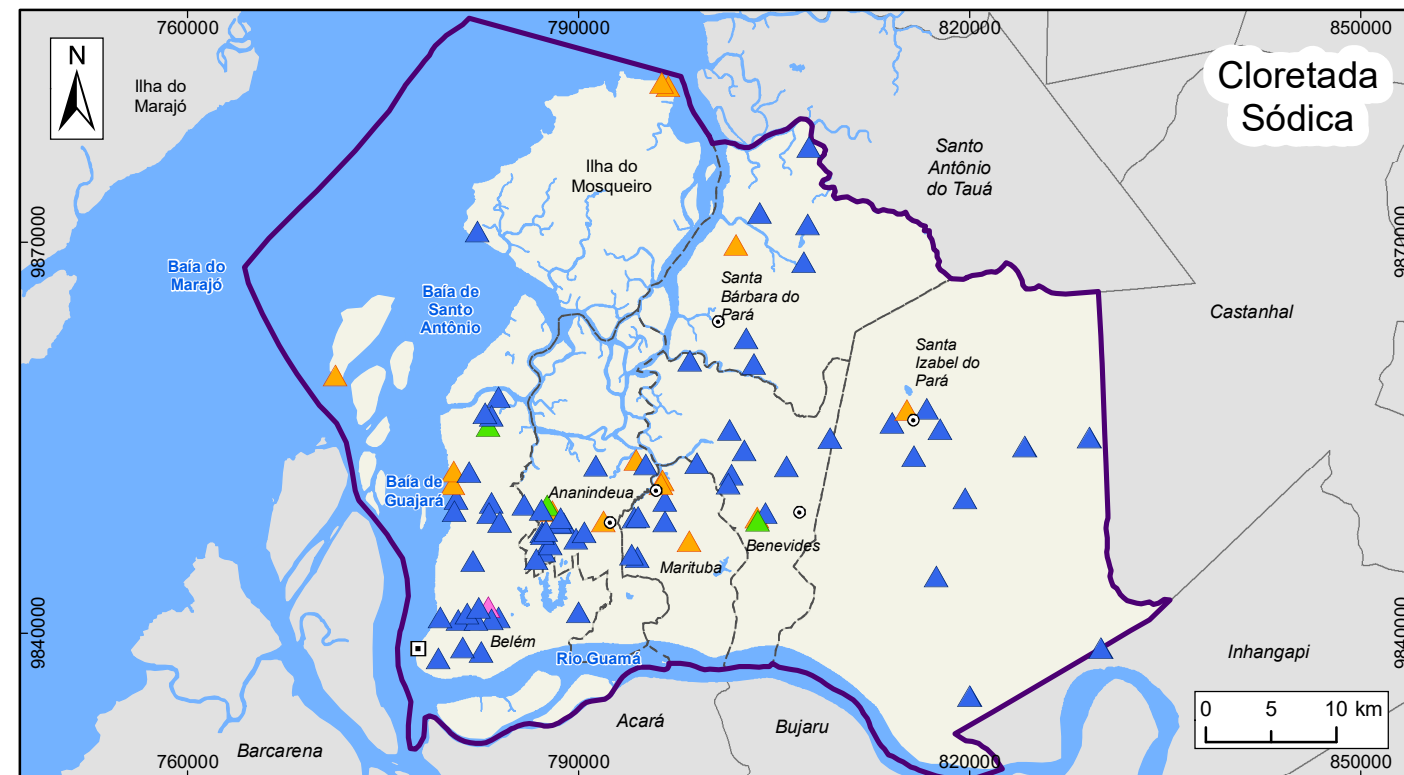 760000
790000
820000
850000
N
Cloretada
Sódica
Ilha do
Marajó
Santo
Antônio
do Tauá
Ilha do
Mosqueiro
9870000
9870000
Baía do
Marajó
Baía de
Santo
Antônio
Santa
Bárbara do
Pará
Castanhal
Santa
Izabel do
Pará
Baía de
Guajará
Ananindeua
Benevides
Marituba
9840000
9840000
Belém
Rio Guamá
Inhangapi
Acará
Bujaru
Barcarena
0 5 10 km
760000
790000
820000
850000